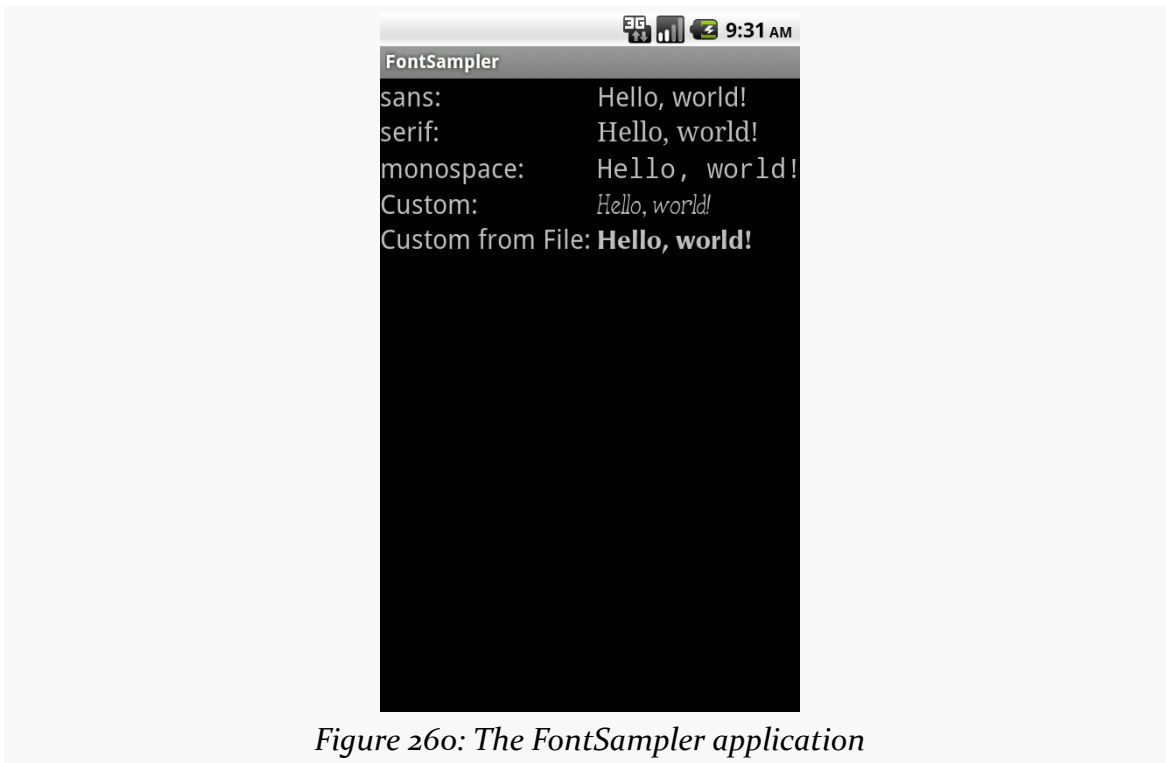 3G 9:31 AM
FontSampler
sans: Hello, world!
serif: Hello, world!
monospace: Hello, world!
Custom: Hello, world!
Custom from File: Hello, world!
Figure 260: The FontSampler application